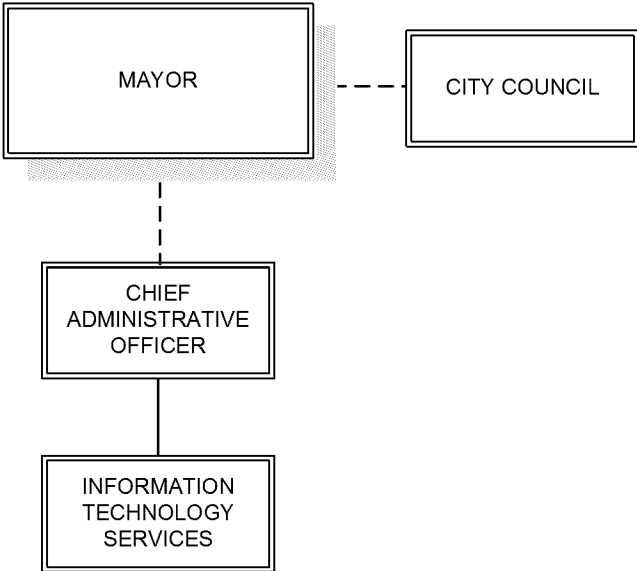 MAYOR
CITY COUNCIL
CHIEF
ADMINISTRATIVE
OFFICER
INFORMATION
TECHNOLOGY
SERVICES